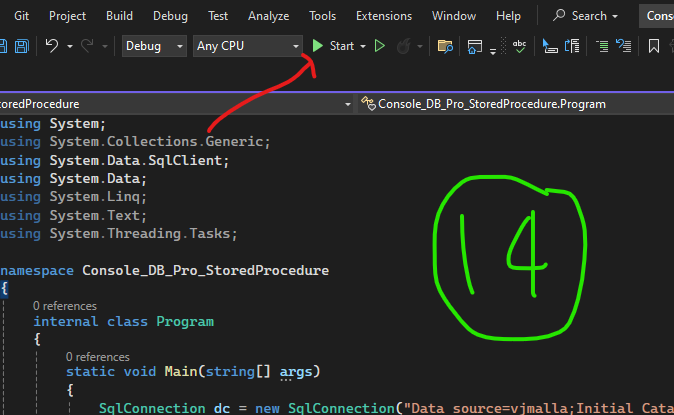 Git Project Build Debug Test Analyze Tools Extensions Window Help Search Conso
Debug Any CPU Start abc
toredProcedure Console_DB_Pro_StoredProcedure.Program
using System;
using System.Collections.Generic;
using System.Data.SqlClient;
using System.Data;
using System.Linq;
using System.Text;
using System.Threading.Tasks;
14
namespace Console_DB_Pro_StoredProcedure
{
0 references
internal class Program
{
0 references
static void Main(string[] args)
{
SqlConnection dc = new SqlConnection("Data source=vjmalla;Initial Cata